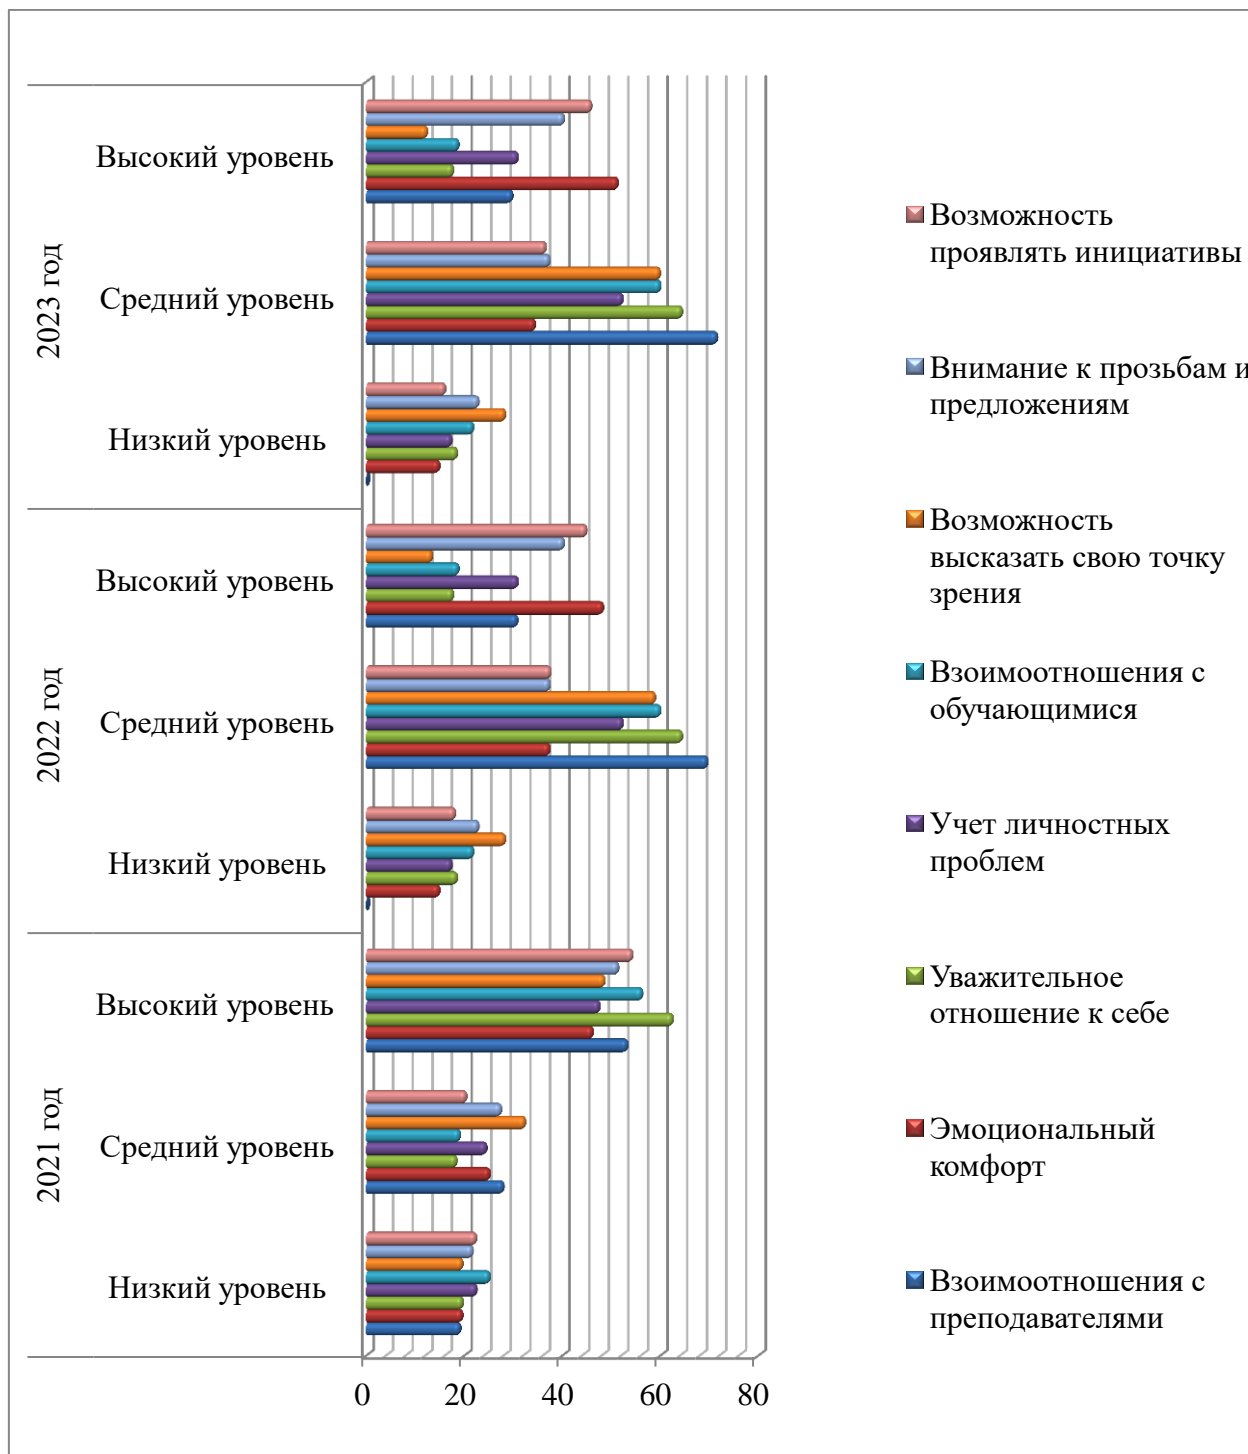 2023 год
Высокий уровень
Средний уровень
Низкий уровень
2022 год
Высокий уровень
Средний уровень
Низкий уровень
2021 год
Высокий уровень
Средний уровень
Низкий уровень
0 20 40 60 80
Возможность
проявлять инициативы
Внимание к прозьбам и
предложениям
Возможность
высказать свою точку
зрения
Взоимоотношения с
обучающимися
Учет личностных
проблем
Уважительное
отношение к себе
Эмоциональный
комфорт
Взоимоотношения с
преподавателями